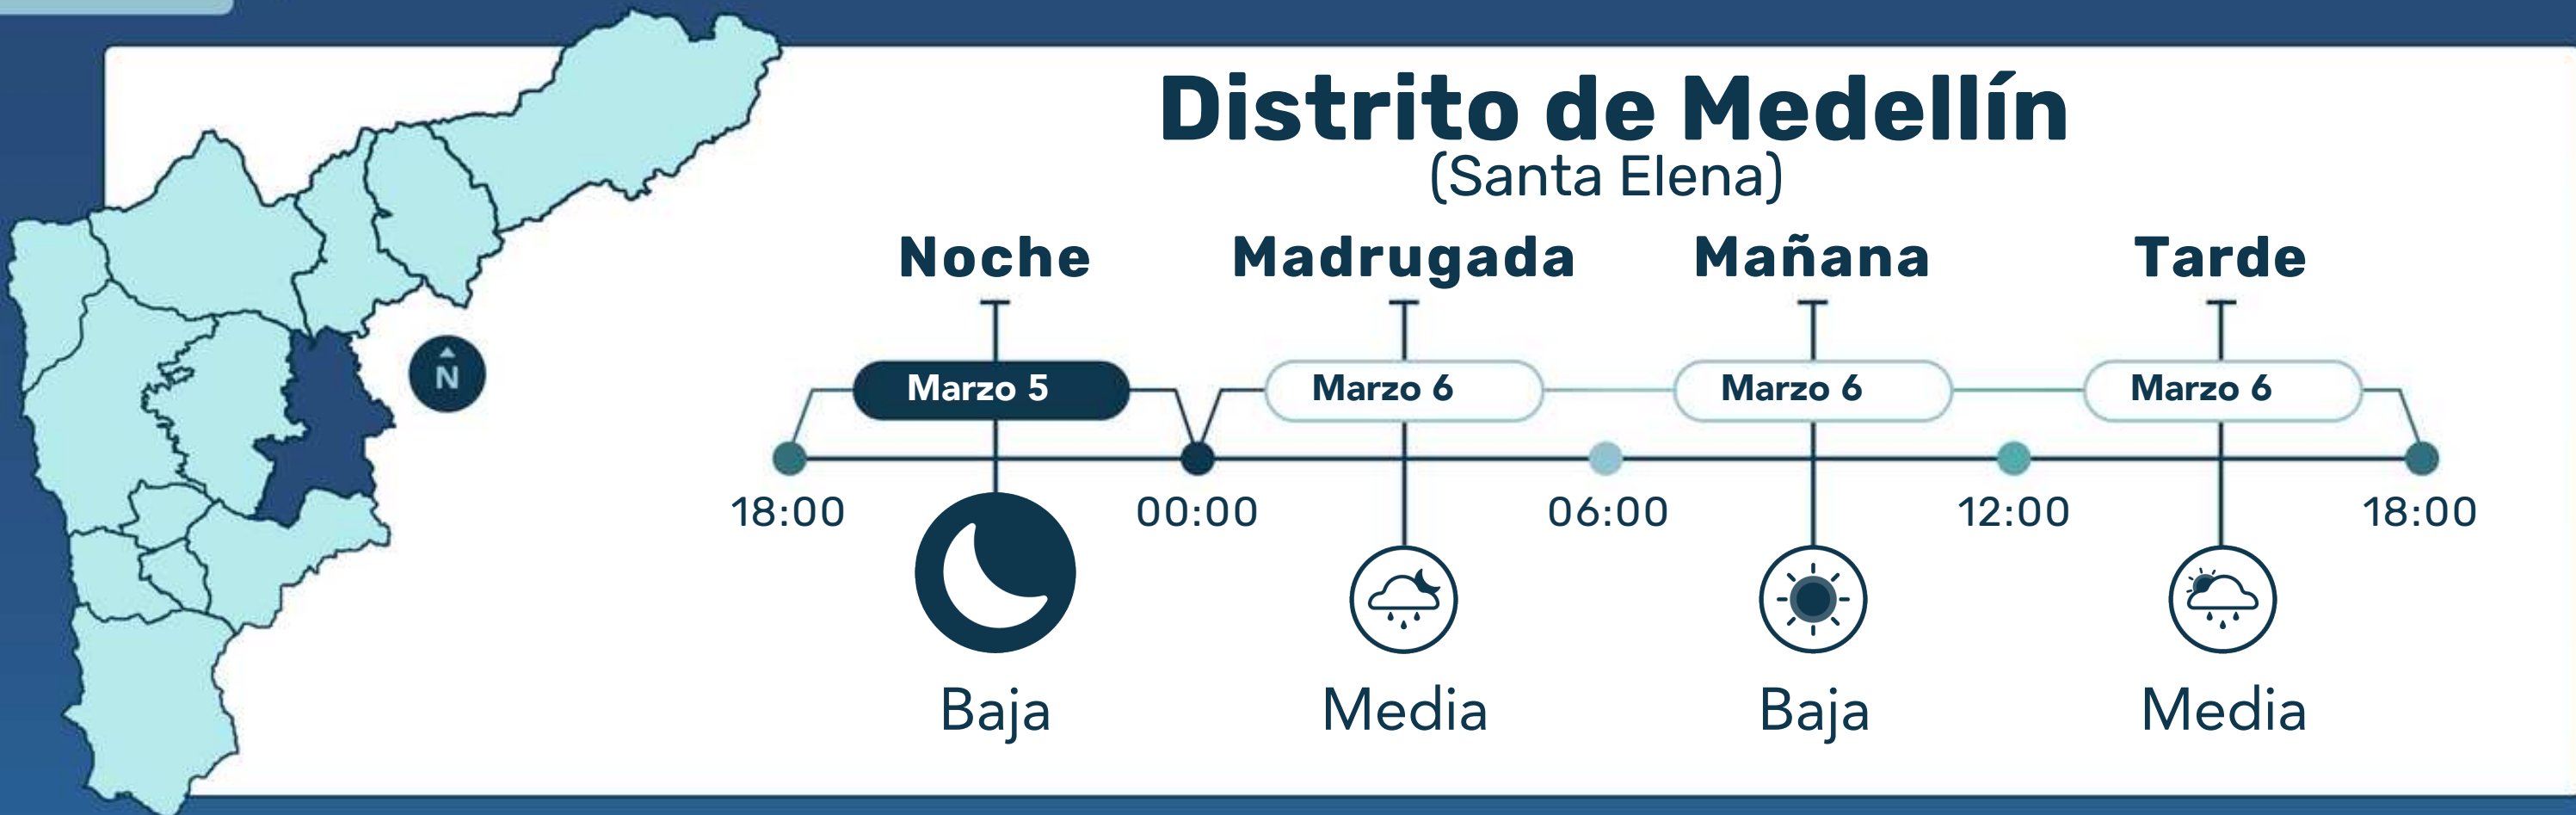 Distrito de Medellín
(Santa Elena)
Noche Madrugada Mañana Tarde
N
Marzo 5 Marzo 6 Marzo 6 Marzo 6
18:00 00:00 06:00 12:00 18:00
Baja Media Baja Media